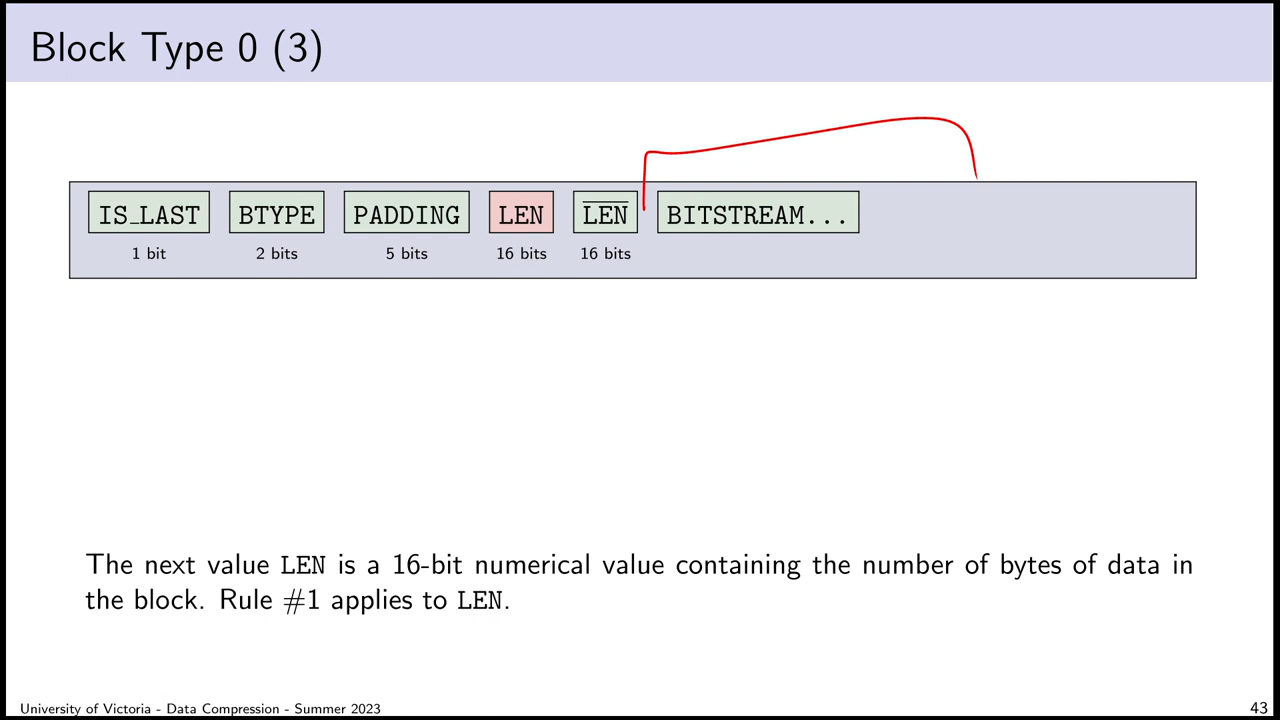 Block Type 0 (3)
IS_LAST BTYPE PADDING LEN L̅E̅N̅ BITSTREAM...
1 bit 2 bits 5 bits 16 bits 16 bits
The next value LEN is a 16-bit numerical value containing the number of bytes of data in
the block. Rule #1 applies to LEN.
University of Victoria - Data Compression - Summer 2023 43